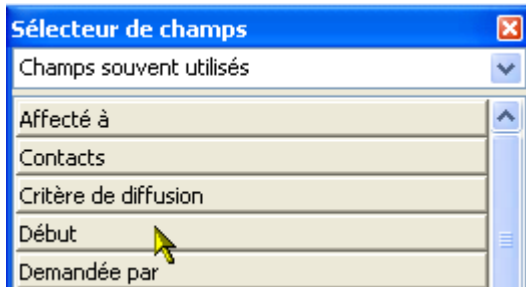 Sélecteur de champs
Champs souvent utilisés
Affecté à
Contacts
Critère de diffusion
Début
Demandée par